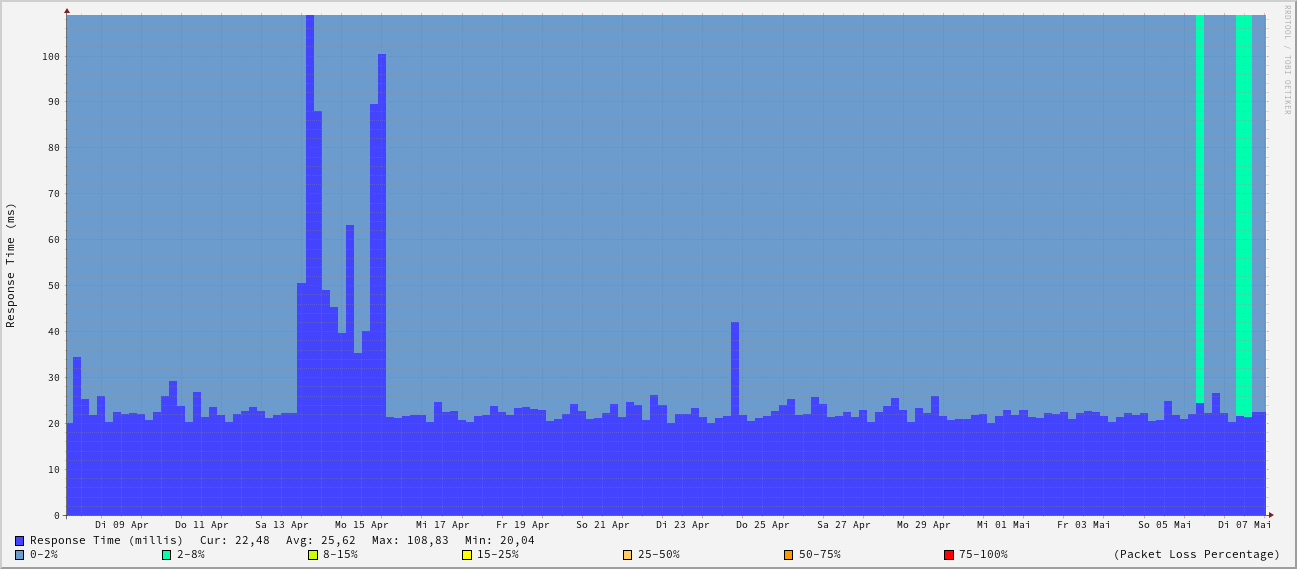 RRDTOOL / TOBI OETIKER
Response Time (ms)
100
90
80
70
60
50
40
30
20
10
0
Di 09 Apr Do 11 Apr Sa 13 Apr Mo 15 Apr Mi 17 Apr Fr 19 Apr So 21 Apr Di 23 Apr Do 25 Apr Sa 27 Apr Mo 29 Apr Mi 01 Mai Fr 03 Mai So 05 Mai Di 07 Mai
Response Time (millis) Cur: 22,48 Avg: 25,62 Max: 108,83 Min: 20,04
0-2% 2-8% 8-15% 15-25% 25-50% 50-75% 75-100% (Packet Loss Percentage)